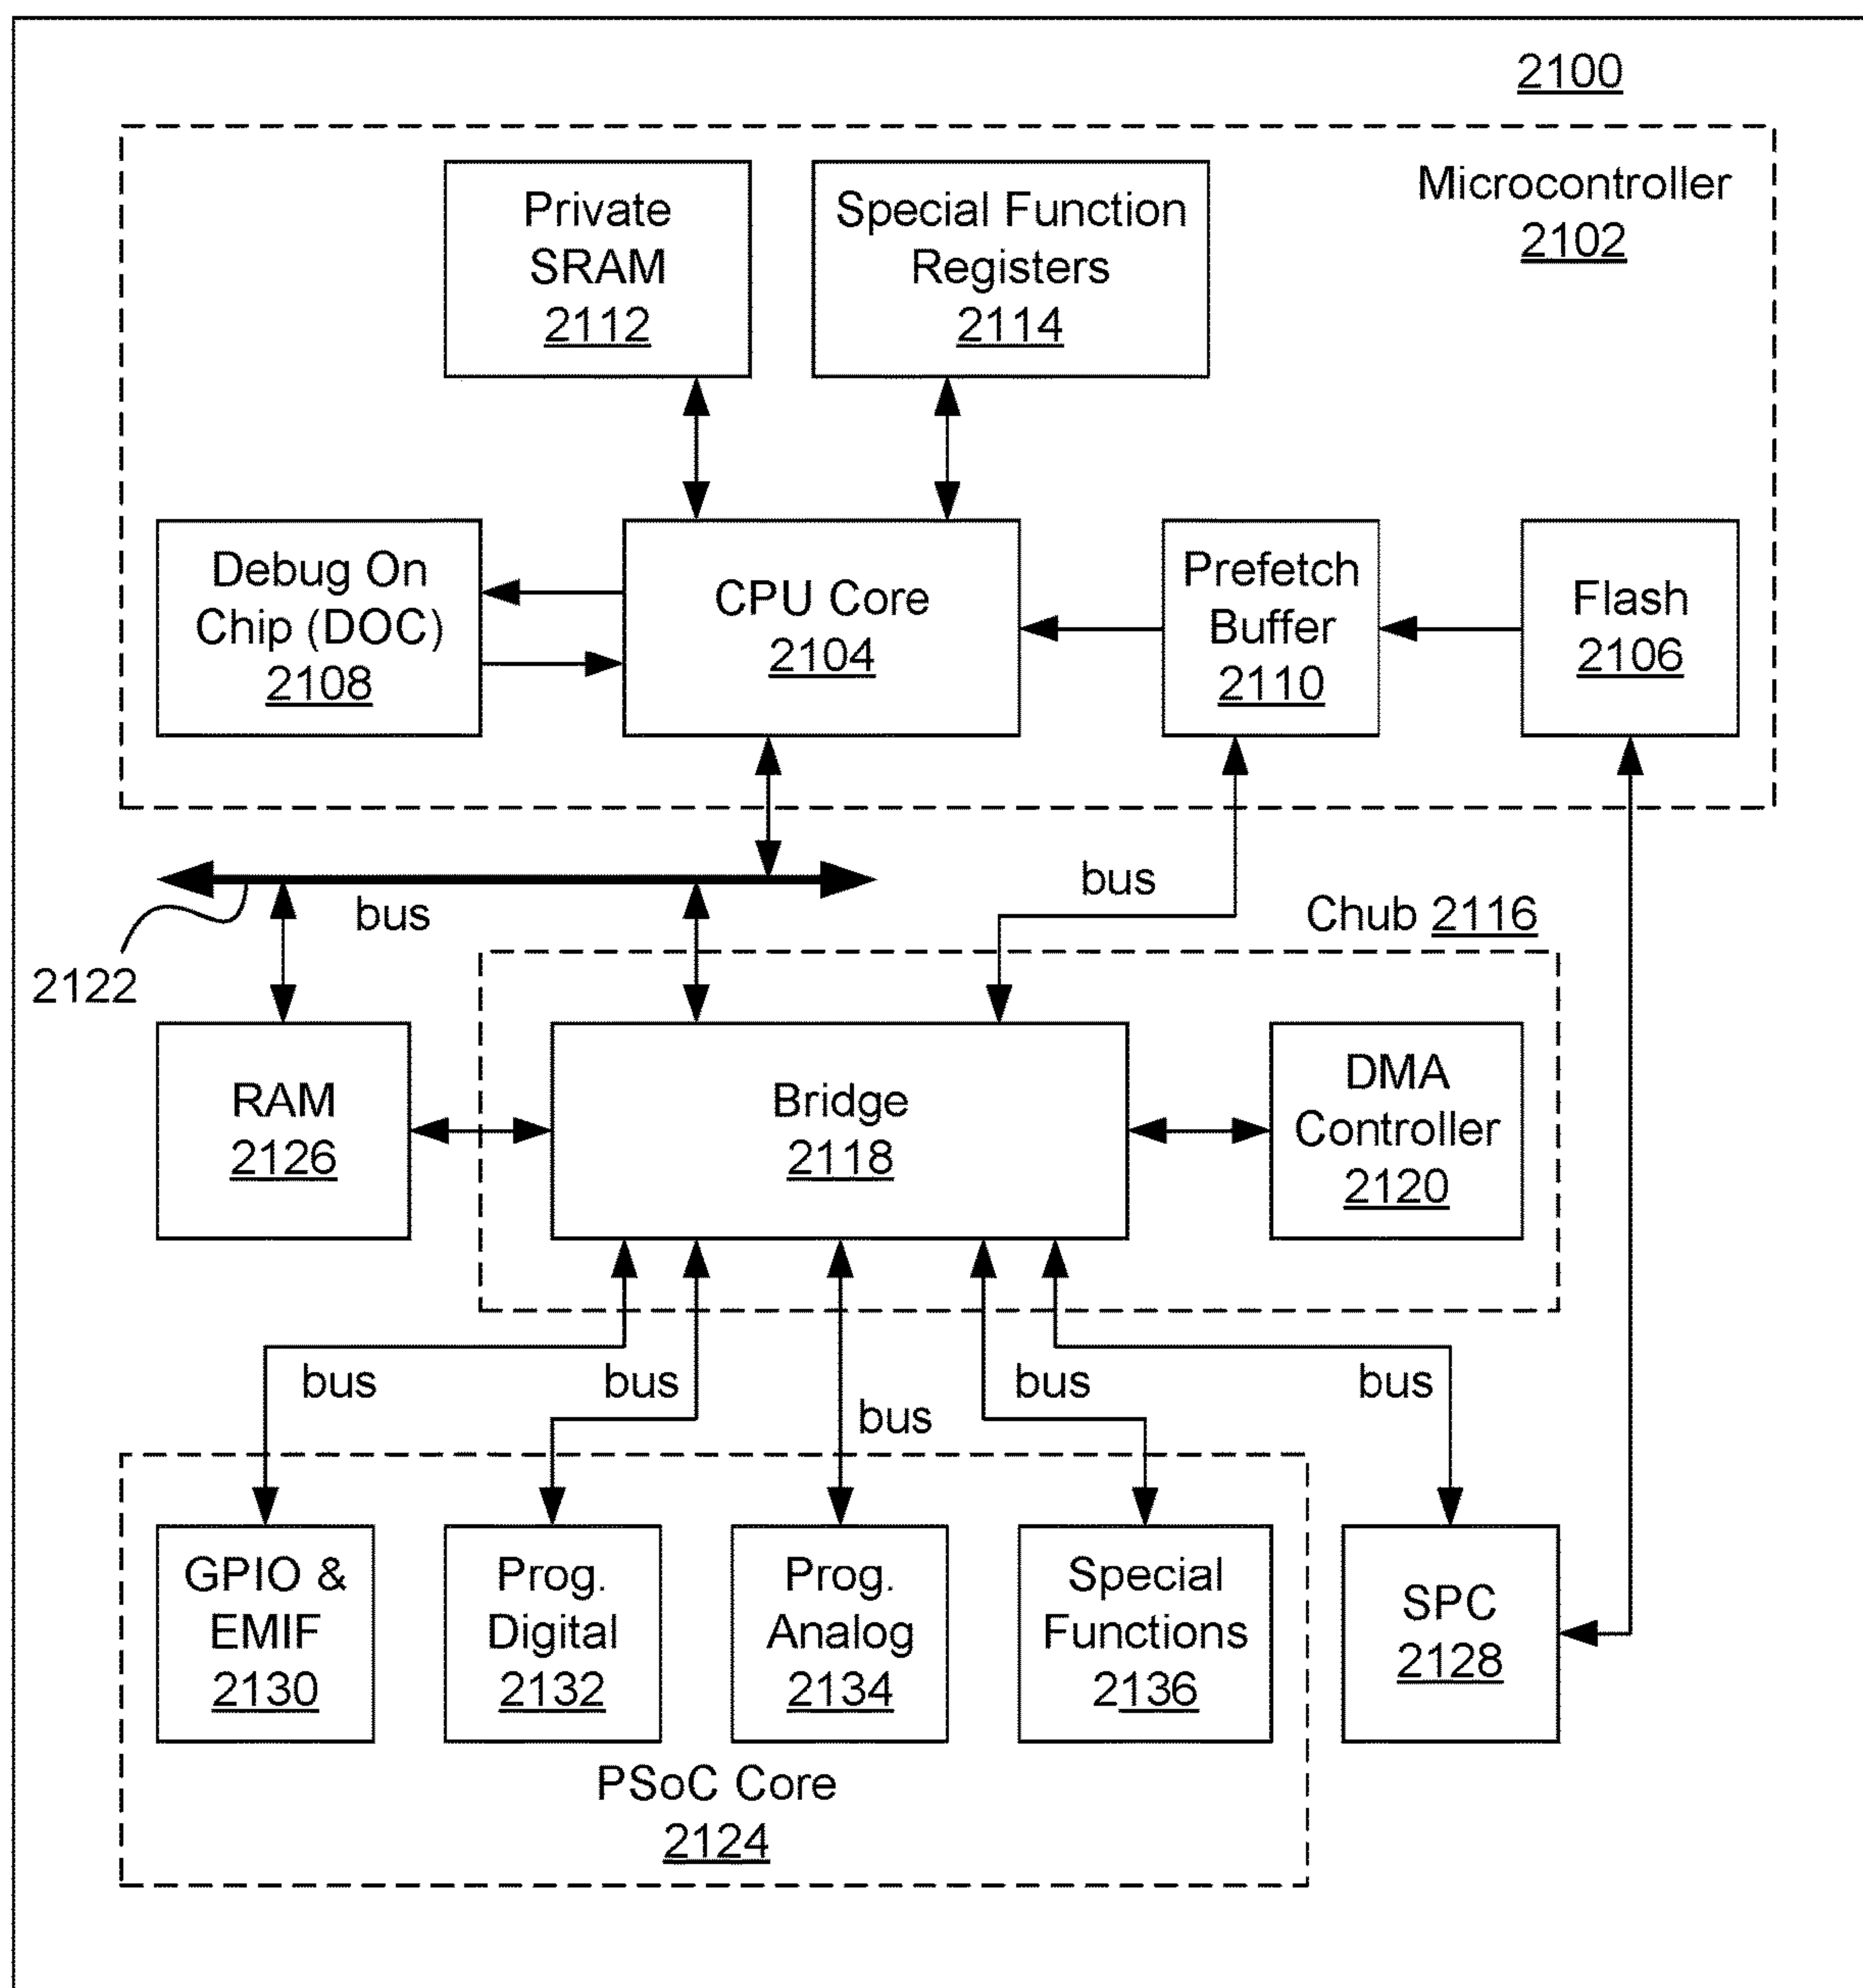 2100
Microcontroller
2102
Private
SRAM
2112
Special Function
Registers
2114
Debug On
Chip (DOC)
2108
CPU Core
2104
Prefetch
Buffer
2110
Flash
2106
bus
bus
2122
Chub 2116
RAM
2126
Bridge
2118
DMA
Controller
2120
bus
bus
bus
bus
bus
GPIO &
EMIF
2130
Prog.
Digital
2132
Prog.
Analog
2134
Special
Functions
2136
SPC
2128
PSoC Core
2124